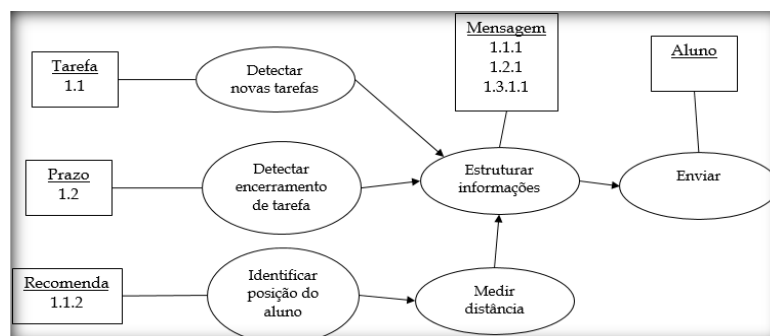 Tarefa
1.1
Detectar
novas tarefas
Mensagem
1.1.1
1.2.1
1.3.1.1
Aluno
Prazo
1.2
Detectar
encerramento
de tarefa
Estruturar
informações
Enviar
Recomenda
1.1.2
Identificar
posição do
aluno
Medir
distância